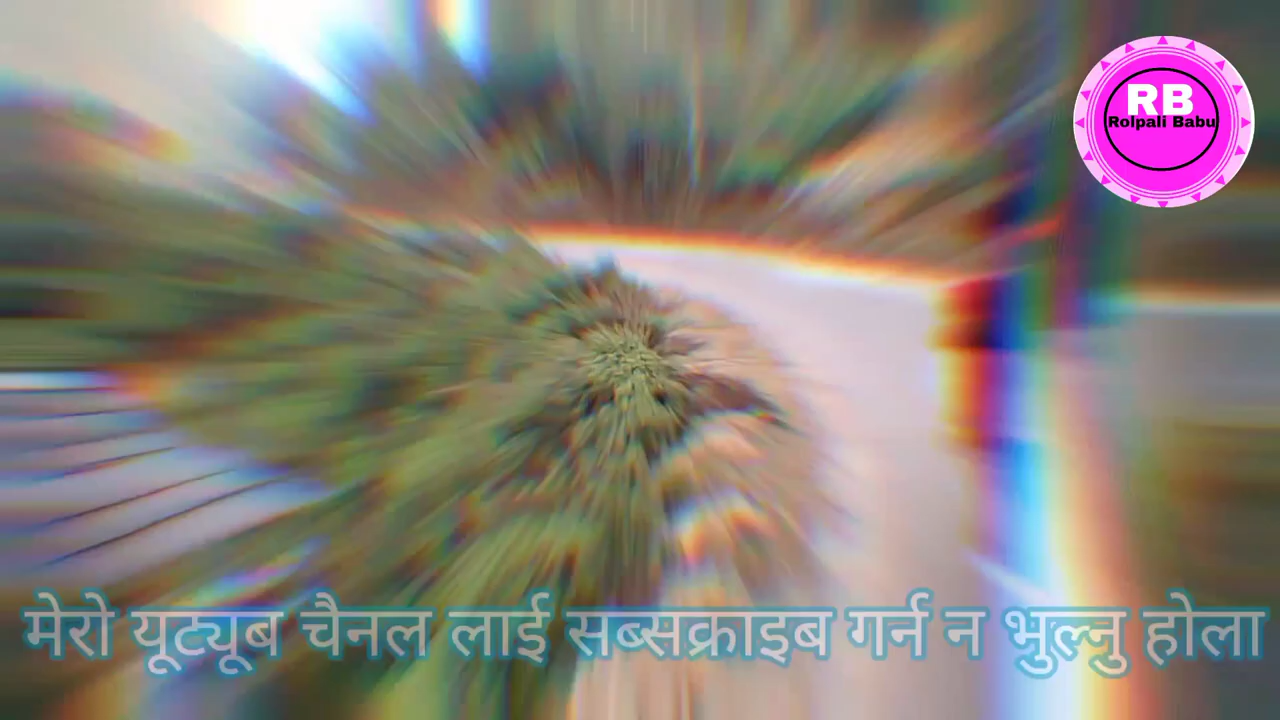 RB
Rolpali Babu
मेरो यूट्यूब चैनल लाई सब्सक्राइब गर्न न भुल्नु होला